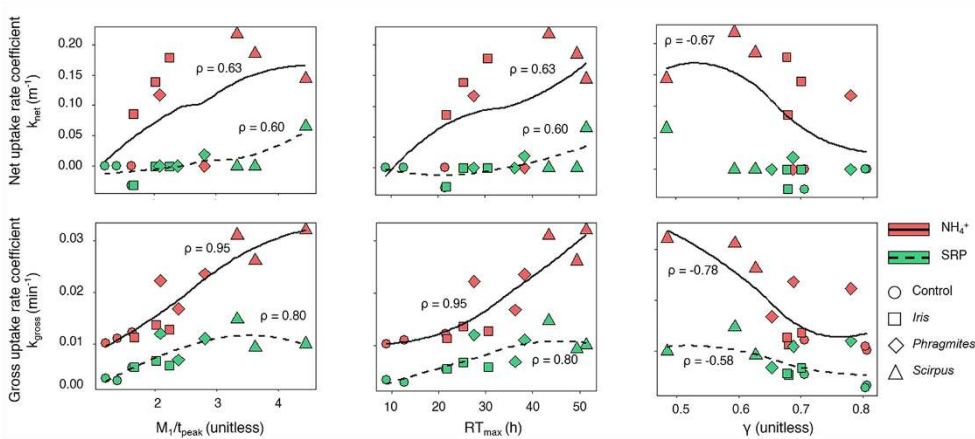 Net uptake rate coefficient
k_net (m⁻¹)
0.20
0.15
0.10
0.05
0.00
ρ = 0.63
ρ = 0.60
ρ = 0.63
ρ = 0.60
ρ = -0.67
Gross uptake rate coefficient
k_gross (min⁻¹)
0.03
0.02
0.01
0.00
ρ = 0.95
ρ = 0.80
ρ = 0.95
ρ = 0.80
ρ = -0.78
ρ = -0.58
NH₄⁺
SRP
Control
Iris
Phragmites
Scirpus
2 3 4
10 20 30 40 50
0.5 0.6 0.7 0.8
M₁/t_peak (unitless)
RT_max (h)
γ (unitless)